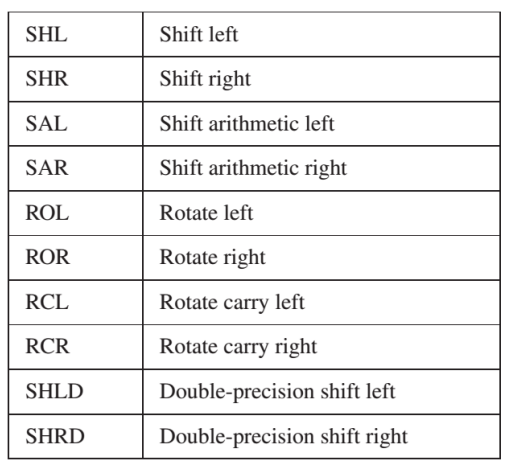 SHL Shift left
SHR Shift right
SAL Shift arithmetic left
SAR Shift arithmetic right
ROL Rotate left
ROR Rotate right
RCL Rotate carry left
RCR Rotate carry right
SHLD Double-precision shift left
SHRD Double-precision shift right